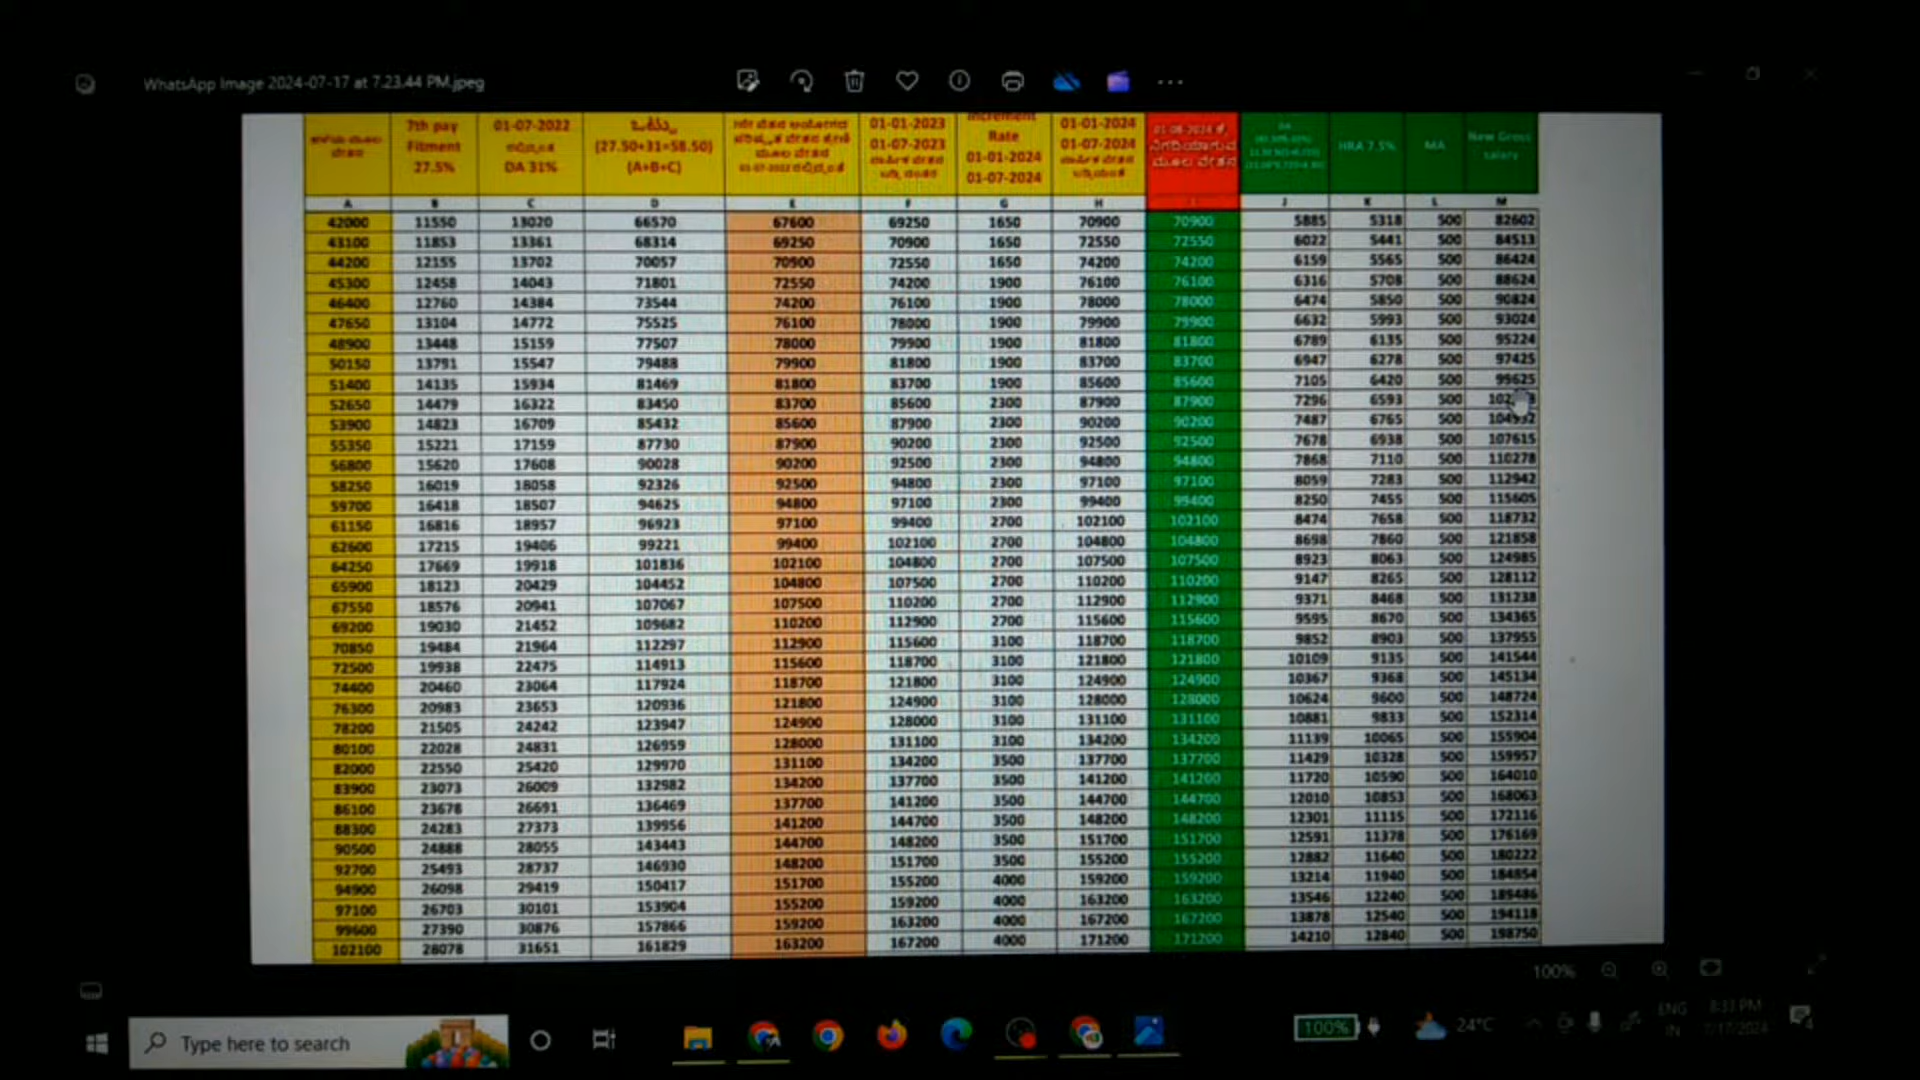 WhatsApp Image 2024-07-17 at 7.23.44 PM.jpeg
7th pay Fitment 27.5%
01-07-2022
DA 31%
(27.50+31=58.50) (A+B+C)
01-01-2023 01-07-2023
Increment Rate 01-01-2024 01-07-2024
01-01-2024 01-07-2024
HRA 7.5%
MA
New Gross salary
A B C D E F G H J K L M
42000 11550 13020 66570 67600 69250 1650 70900 70900 5885 5318 500 82602
43100 11853 13361 68314 69250 70900 1650 72550 72550 6022 5441 500 84513
44200 12155 13702 70057 70900 72550 1650 74200 74200 6159 5565 500 86424
45300 12458 14043 71801 72550 74200 1900 76100 76100 6316 5708 500 88624
46400 12760 14384 73544 74200 76100 1900 78000 78000 6474 5850 500 90824
47650 13104 14772 75525 76100 78000 1900 79900 79900 6632 5993 500 93024
48900 13448 15159 77507 78000 79900 1900 81800 81800 6789 6135 500 95224
50150 13791 15547 79488 79900 81800 1900 83700 83700 6947 6278 500 97425
51400 14135 15934 81469 81800 83700 1900 85600 85600 7105 6420 500 99625
52650 14479 16322 83450 83700 85600 2300 87900 87900 7296 6593 500
53900 14823 16709 85432 85600 87900 2300 90200 90200 7487 6765 500
55350 15221 17159 87730 87900 90200 2300 92500 92500 7678 6938 500 107615
56800 15620 17608 90028 90200 92500 2300 94800 94800 7868 7110 500 110278
58250 16019 18058 92326 92500 94800 2300 97100 97100 8059 7283 500 112942
59700 16418 18507 94625 94800 97100 2300 99400 99400 8250 7455 500 115605
61150 16816 18957 96923 97100 99400 2700 102100 102100 8474 7658 500 118732
62600 17215 19406 99221 99400 102100 2700 104800 104800 8698 7860 500 121858
64250 17669 19918 101836 102100 104800 2700 107500 107500 8923 8063 500 124985
65900 18123 20429 104452 104800 107500 2700 110200 110200 9147 8265 500 128112
67550 18576 20941 107067 107500 110200 2700 112900 112900 9371 8468 500 131238
69200 19030 21452 109682 110200 112900 2700 115600 115600 9595 8670 500 134365
70850 19484 21964 112297 112900 115600 3100 118700 118700 9852 8903 500 137955
72500 19938 22475 114913 115600 118700 3100 121800 121800 10109 9135 500 141544
74400 20460 23064 117924 118700 121800 3100 124900 124900 10367 9368 500 145134
76300 20983 23653 120936 121800 124900 3100 128000 128000 10624 9600 500 148724
78200 21505 24242 123947 124900 128000 3100 131100 131100 10881 9833 500 152314
80100 22028 24831 126959 128000 131100 3100 134200 134200 11139 10065 500 155904
82000 22550 25420 129970 131100 134200 3500 137700 137700 11429 10328 500 159957
83900 23073 26009 132982 134200 137700 3500 141200 141200 11720 10590 500 164010
86100 23678 26691 136469 137700 141200 3500 144700 144700 12010 10853 500 168063
88300 24283 27373 139956 141200 144700 3500 148200 148200 12301 11115 500 172116
90500 24888 28055 143443 144700 148200 3500 151700 151700 12591 11378 500 176169
92700 25493 28737 146930 148200 151700 3500 155200 155200 12882 11640 500 180222
94900 26098 29419 150417 151700 155200 4000 159200 159200 13214 11940 500 184854
97100 26703 30101 153904 155200 159200 4000 163200 163200 13546 12240 500 189486
99600 27390 30876 157866 159200 163200 4000 167200 167200 13878 12540 500 194118
102100 28078 31651 161829 163200 167200 4000 171200 171200 14210 12840 500 198750
100%
Type here to search
100%
24°C
ENG
IN
8:33 PM
7/17/2024